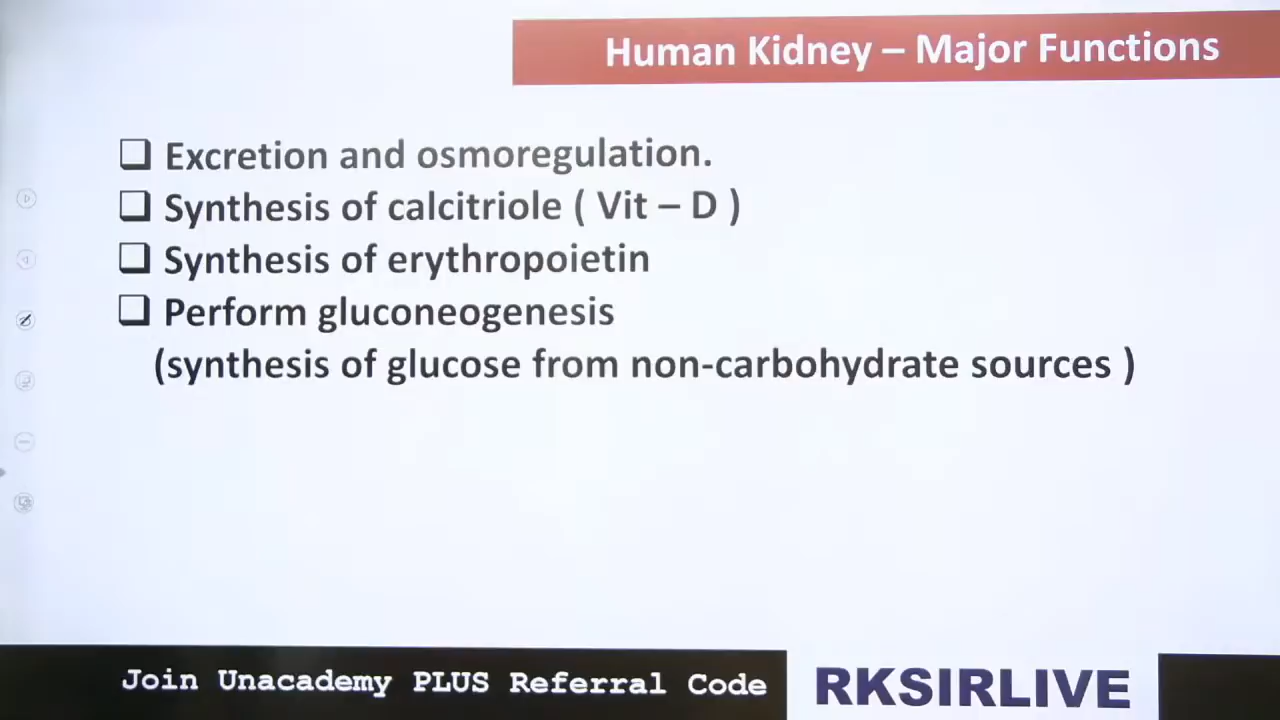 Human Kidney – Major Functions
❑ Excretion and osmoregulation.
❑ Synthesis of calcitriole ( Vit – D )
❑ Synthesis of erythropoietin
❑ Perform gluconeogenesis
(synthesis of glucose from non-carbohydrate sources )
Join Unacademy PLUS Referral Code
RKSIRLIVE